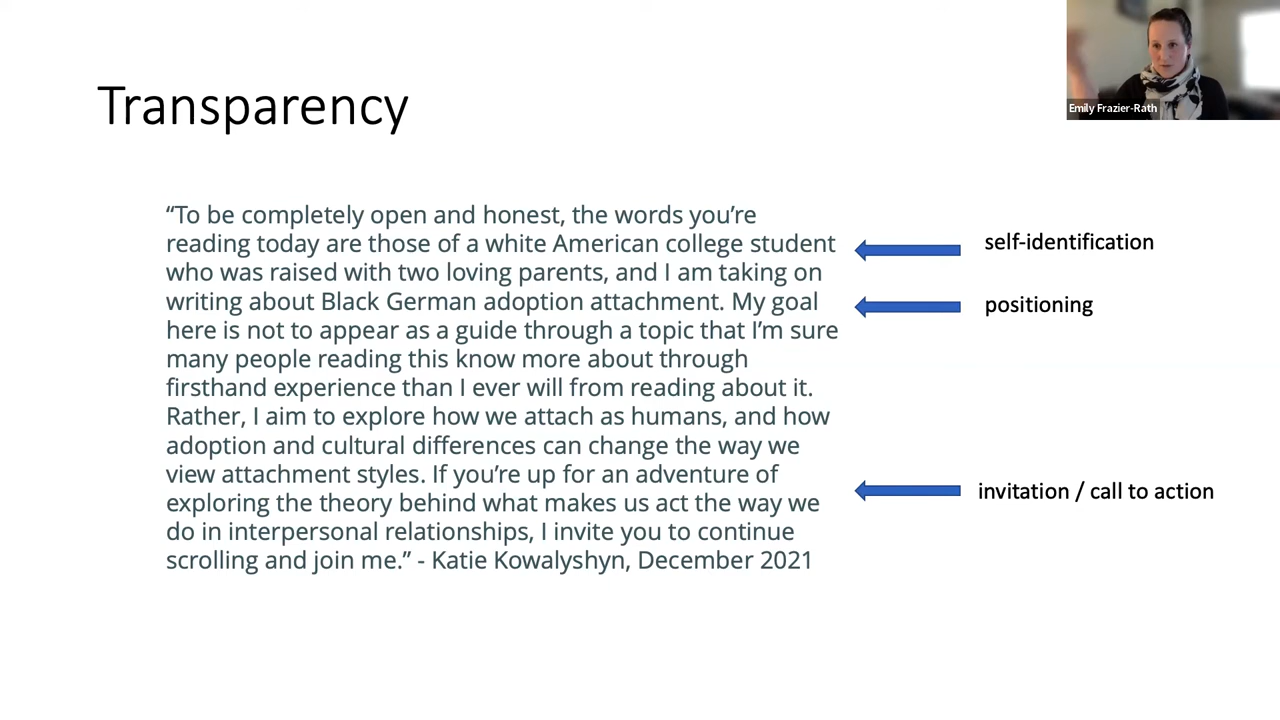 Transparency
Emily Frazier-Rath
“To be completely open and honest, the words you’re
reading today are those of a white American college student
who was raised with two loving parents, and I am taking on
writing about Black German adoption attachment. My goal
here is not to appear as a guide through a topic that I’m sure
many people reading this know more about through
firsthand experience than I ever will from reading about it.
Rather, I aim to explore how we attach as humans, and how
adoption and cultural differences can change the way we
view attachment styles. If you’re up for an adventure of
exploring the theory behind what makes us act the way we
do in interpersonal relationships, I invite you to continue
scrolling and join me.” - Katie Kowalyshyn, December 2021
self-identification
positioning
invitation / call to action